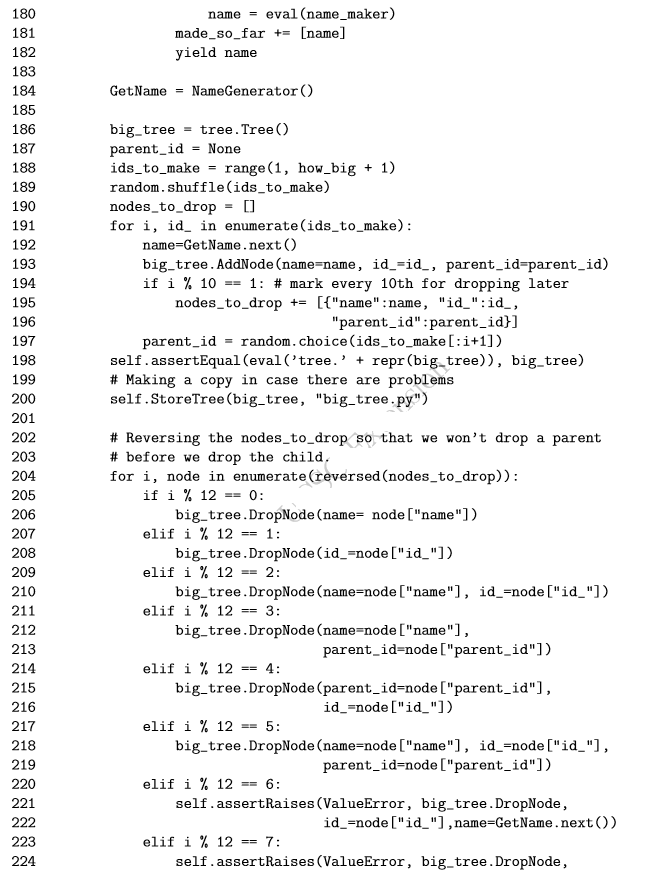 180                     name = eval(name_maker)
181                 made_so_far += [name]
182                 yield name
183
184         GetName = NameGenerator()
185
186         big_tree = tree.Tree()
187         parent_id = None
188         ids_to_make = range(1, how_big + 1)
189         random.shuffle(ids_to_make)
190         nodes_to_drop = []
191         for i, id_ in enumerate(ids_to_make):
192             name=GetName.next()
193             big_tree.AddNode(name=name, id_=id_, parent_id=parent_id)
194             if i % 10 == 1: # mark every 10th for dropping later
195                 nodes_to_drop += [{"name":name, "id_":id_,
196                                    "parent_id":parent_id}]
197             parent_id = random.choice(ids_to_make[:i+1])
198         self.assertEqual(eval('tree.' + repr(big_tree)), big_tree)
199         # Making a copy in case there are problems
200         self.StoreTree(big_tree, "big_tree.py")
201
202         # Reversing the nodes_to_drop so that we won't drop a parent
203         # before we drop the child.
204         for i, node in enumerate(reversed(nodes_to_drop)):
205             if i % 12 == 0:
206                 big_tree.DropNode(name= node["name"])
207             elif i % 12 == 1:
208                 big_tree.DropNode(id_=node["id_"])
209             elif i % 12 == 2:
210                 big_tree.DropNode(name=node["name"], id_=node["id_"])
211             elif i % 12 == 3:
212                 big_tree.DropNode(name=node["name"],
213                                   parent_id=node["parent_id"])
214             elif i % 12 == 4:
215                 big_tree.DropNode(parent_id=node["parent_id"],
216                                   id_=node["id_"])
217             elif i % 12 == 5:
218                 big_tree.DropNode(name=node["name"], id_=node["id_"],
219                                   parent_id=node["parent_id"])
220             elif i % 12 == 6:
221                 self.assertRaises(ValueError, big_tree.DropNode,
222                                   id_=node["id_"],name=GetName.next())
223             elif i % 12 == 7:
224                 self.assertRaises(ValueError, big_tree.DropNode,